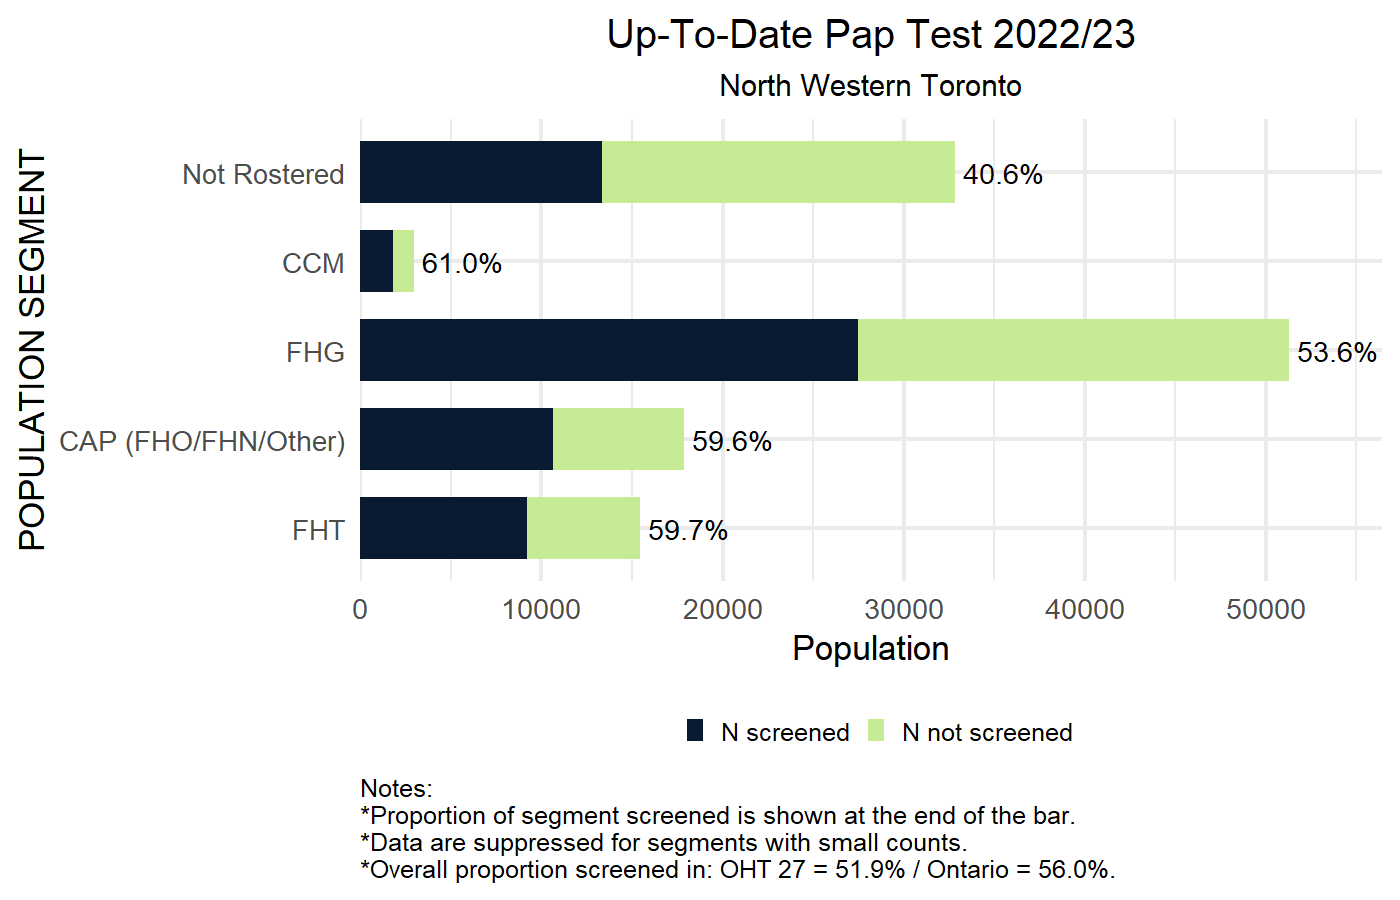 Up-To-Date Pap Test 2022/23
North Western Toronto
POPULATION SEGMENT
Not Rostered
40.6%
CCM
61.0%
FHG
53.6%
CAP (FHO/FHN/Other)
59.6%
FHT
59.7%
0 10000 20000 30000 40000 50000
Population
N screened N not screened
Notes:
*Proportion of segment screened is shown at the end of the bar.
*Data are suppressed for segments with small counts.
*Overall proportion screened in: OHT 27 = 51.9% / Ontario = 56.0%.